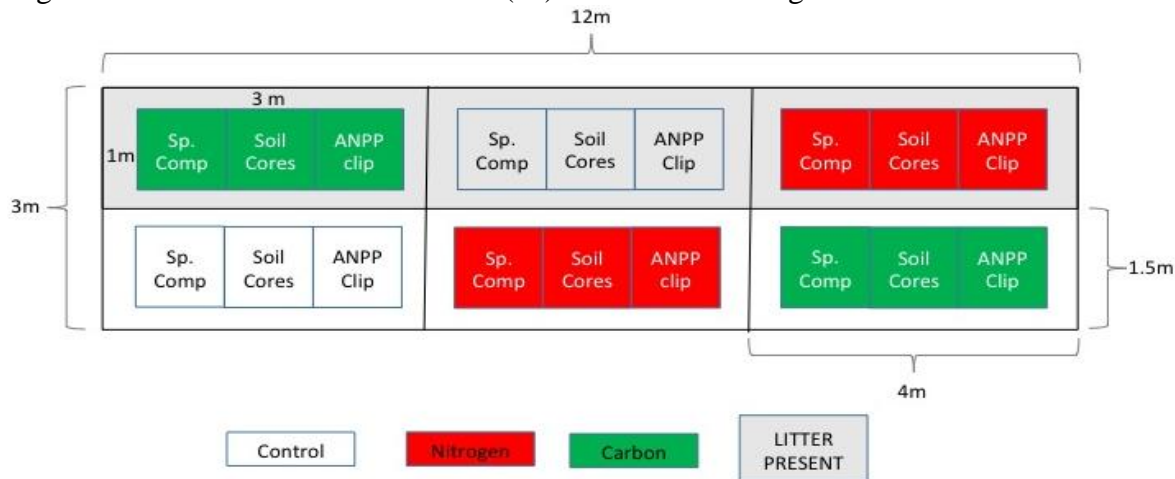 12m
3 m
1m
3m
Sp. Comp
Soil Cores
ANPP clip
Sp. Comp
Soil Cores
ANPP Clip
Sp. Comp
Soil Cores
ANPP Clip
Sp. Comp
Soil Cores
ANPP Clip
Sp. Comp
Soil Cores
ANPP clip
Sp. Comp
Soil Cores
ANPP Clip
1.5m
4m
Control
Nitrogen
Carbon
LITTER
PRESENT